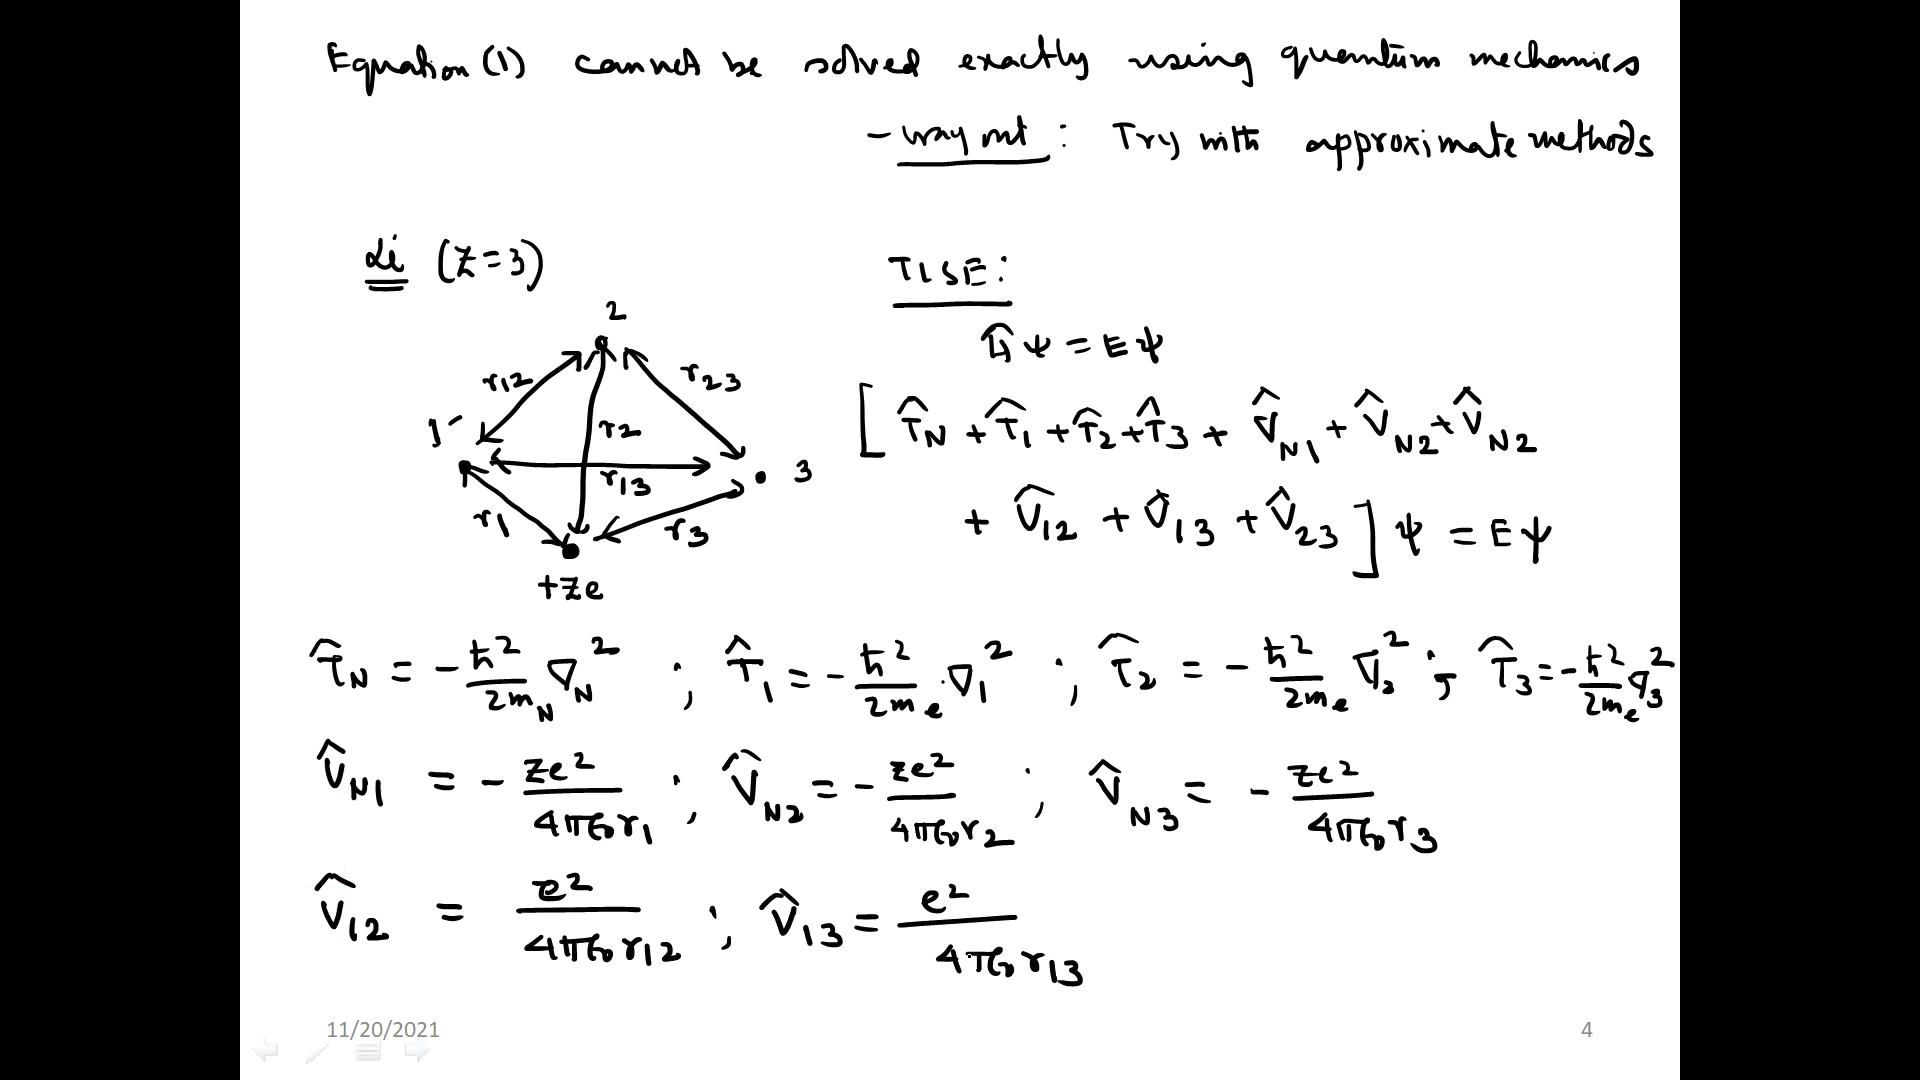 Equation (1) cannot be solved exactly using quantum mechanics
- way out : Try with approximate methods
Li (Z=3)
TISE:
2
Ĥ Ψ = E Ψ
r12
r23
[ T̂N + T̂1 + T̂2 + T̂3 + V̂N1 + V̂N2 + V̂N2
1
r2
3
r13
+ V̂12 + V̂13 + V̂23 ] Ψ = E Ψ
r1
r3
+Ze
T̂N = - ħ²/2mN ∇N² ; T̂1 = - ħ²/2me ∇1² ; T̂2 = - ħ²/2me ∇2² ; T̂3 = - ħ²/2me ∇3²
V̂N1 = - Ze²/4πϵ0r1 ; V̂N2 = - Ze²/4πϵ0r2 ; V̂N3 = - Ze²/4πϵ0r3
V̂12 = e²/4πϵ0r12 ; V̂13 = e²/4πϵ0r13
11/20/2021
4